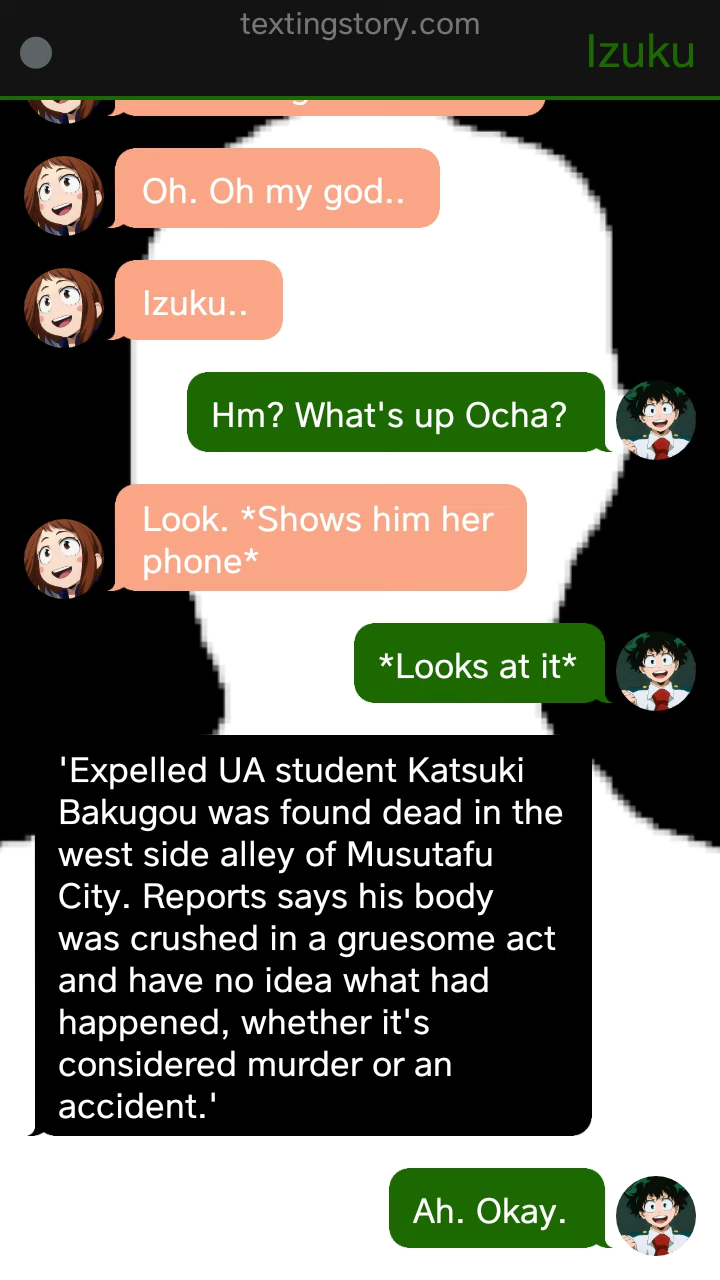 textingstory.com
Izuku
Oh. Oh my god..
Izuku..
Hm? What's up Ocha?
Look. *Shows him her
phone*
*Looks at it*
'Expelled UA student Katsuki
Bakugou was found dead in the
west side alley of Musutafu
City. Reports says his body
was crushed in a gruesome act
and have no idea what had
happened, whether it's
considered murder or an
accident.'
Ah. Okay.